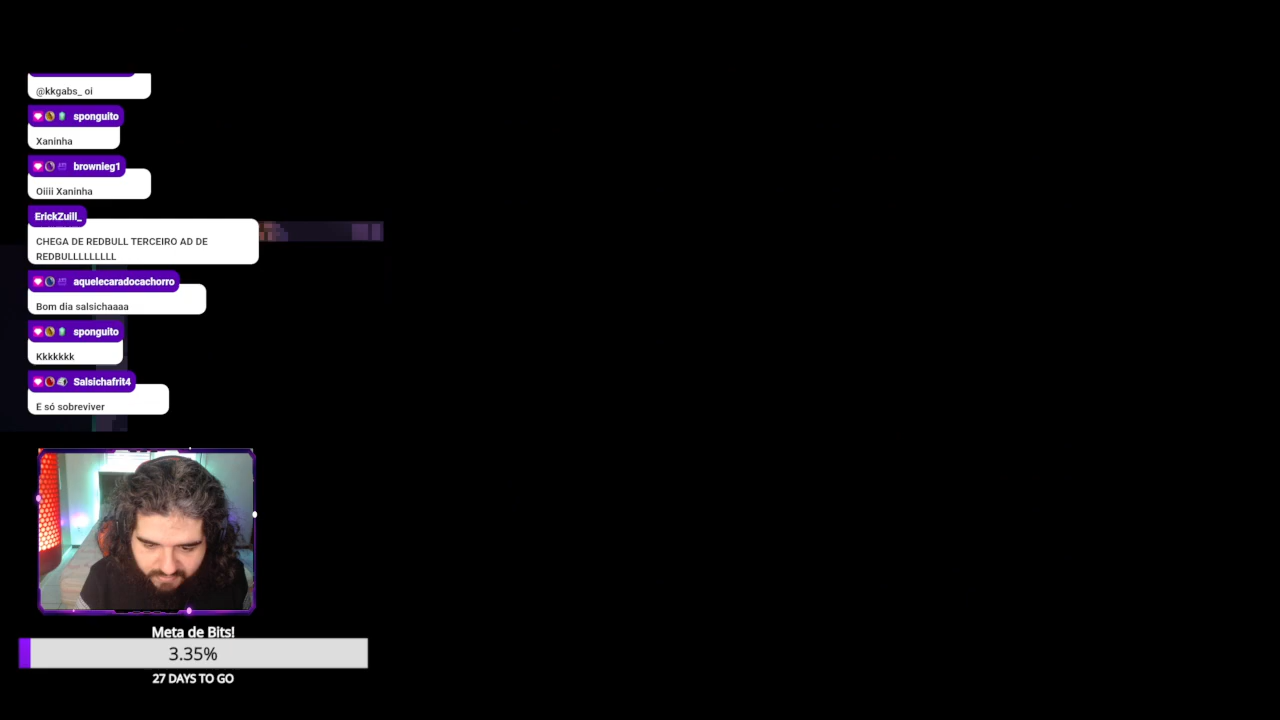 @kkgabs_ oi
sponguito
Xaninha
brownieg1
Oiiii Xaninha
ErickZuill_
CHEGA DE REDBULL TERCEIRO AD DE
REDBULLLLLLLLL
aquelecaradocachorro
Bom dia salsichaaaa
sponguito
Kkkkkkk
Salsichafrit4
E só sobreviver
Meta de Bits!
3.35%
27 DAYS TO GO